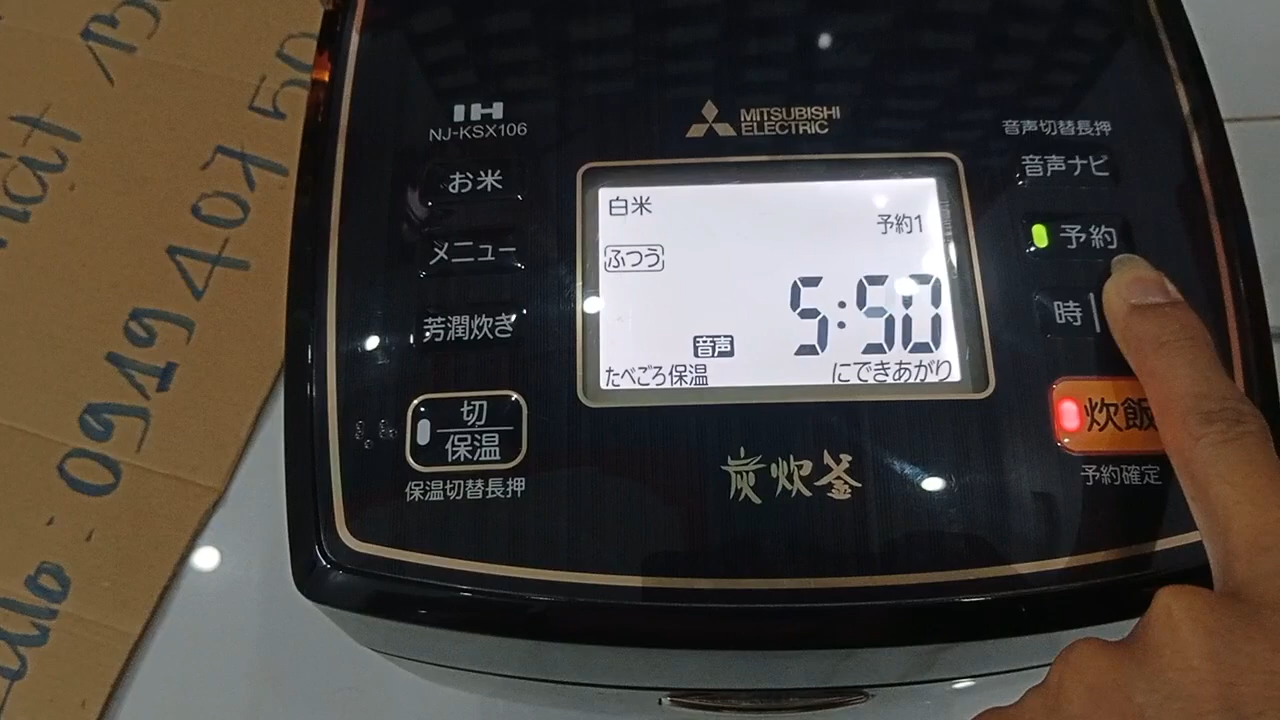 IH
NJ-KSX106
お米
メニュー
芳潤炊き
切
保温
保温切替長押
MITSUBISHI
ELECTRIC
白米
予約1
ふつう
5:50
音声
たべごろ保温
にできあがり
炭炊釜
音声切替長押
音声ナビ
予約
時
炊飯
予約確定
0919 407 50